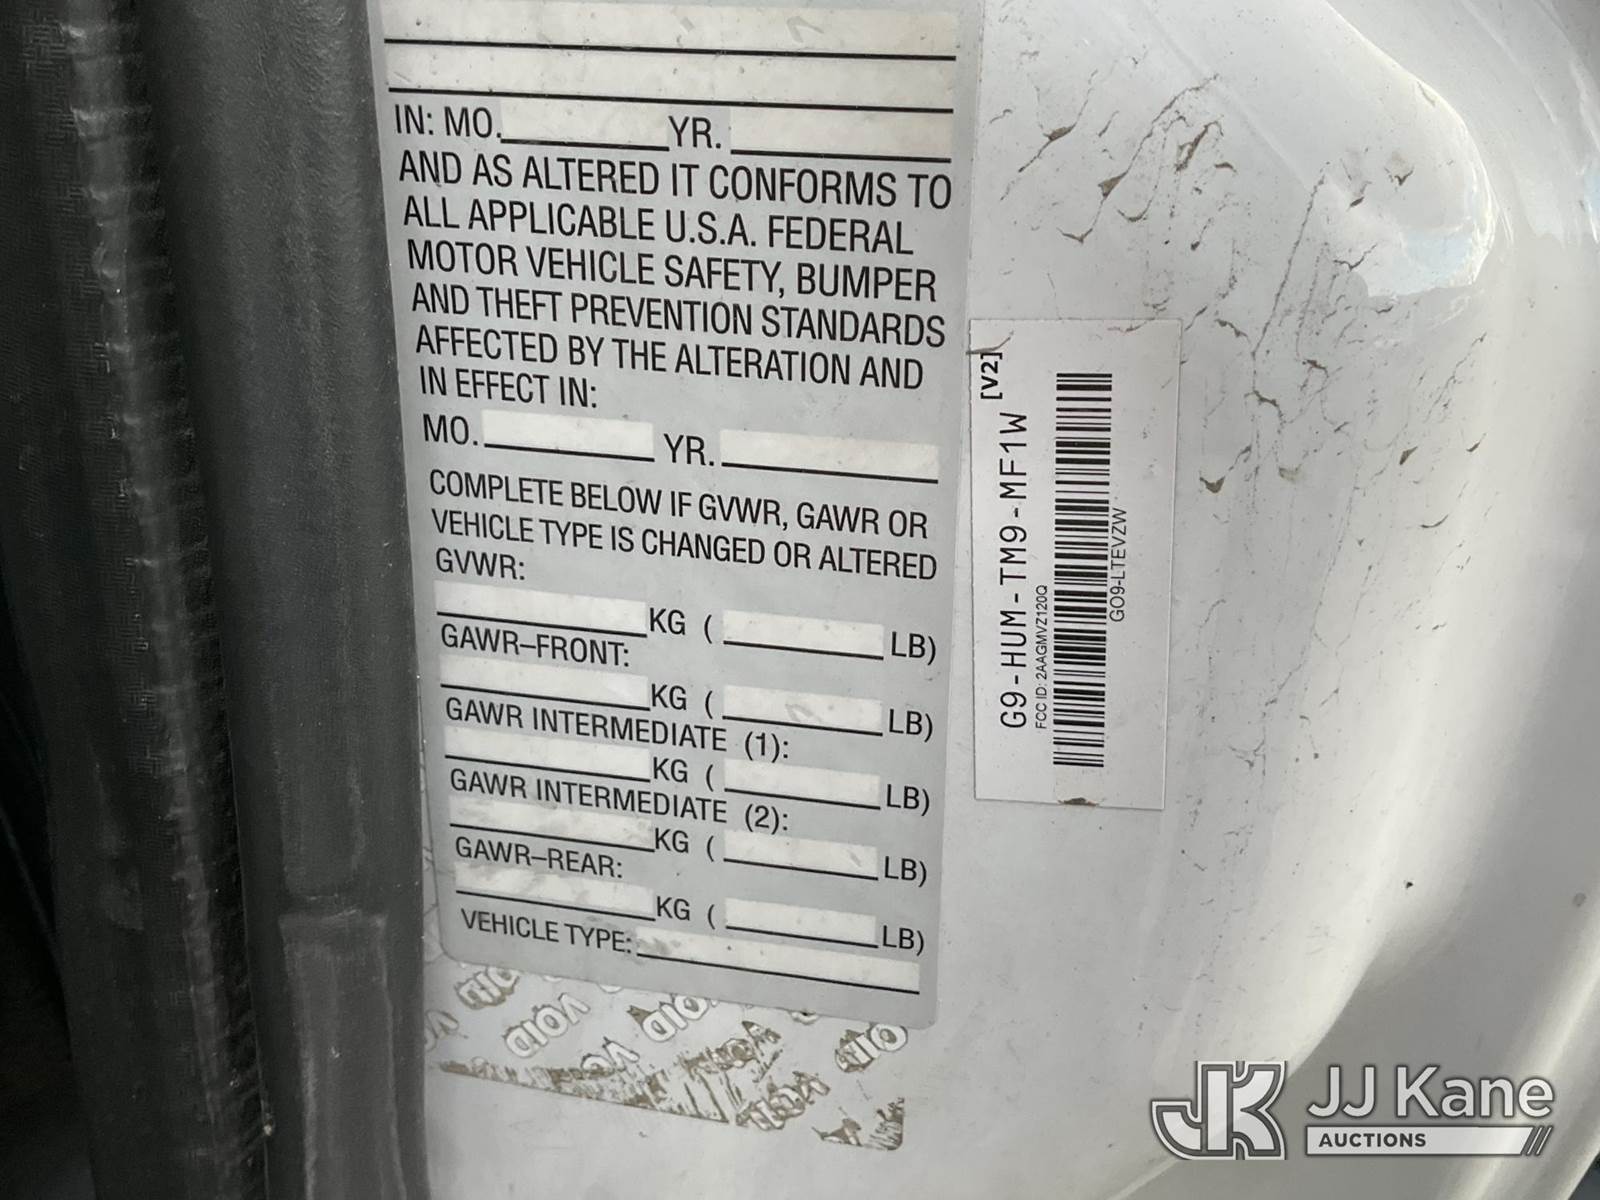 IN: MO. YR.
AND AS ALTERED IT CONFORMS TO
ALL APPLICABLE U.S.A. FEDERAL
MOTOR VEHICLE SAFETY, BUMPER
AND THEFT PREVENTION STANDARDS
AFFECTED BY THE ALTERATION AND
IN EFFECT IN:
MO. YR.
COMPLETE BELOW IF GVWR, GAWR OR
VEHICLE TYPE IS CHANGED OR ALTERED
GVWR:
KG ( LB)
GAWR–FRONT:
KG ( LB)
GAWR INTERMEDIATE (1):
KG ( LB)
GAWR INTERMEDIATE (2):
KG ( LB)
GAWR–REAR:
KG ( LB)
VEHICLE TYPE:
VOID VOID
VOID
G9-HUM-TM9-MF1W [V2]
FCC ID: 2AAGMVZ120Q
GO9-LTEVZW
JK JJ Kane
AUCTIONS